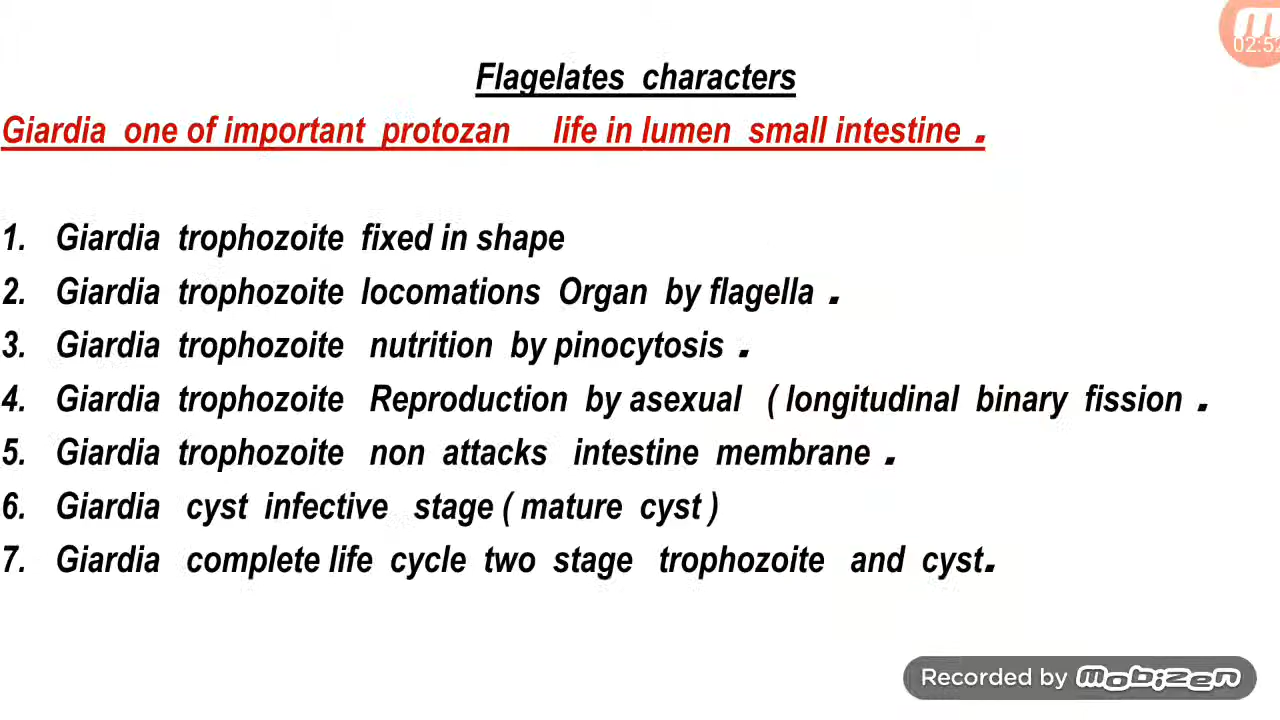 02:52
Flagelates characters
Giardia one of important protozan life in lumen small intestine .
1. Giardia trophozoite fixed in shape
2. Giardia trophozoite locomations Organ by flagella .
3. Giardia trophozoite nutrition by pinocytosis .
4. Giardia trophozoite Reproduction by asexual ( longitudinal binary fission .
5. Giardia trophozoite non attacks intestine membrane .
6. Giardia cyst infective stage ( mature cyst )
7. Giardia complete life cycle two stage trophozoite and cyst.
Recorded by mobizen